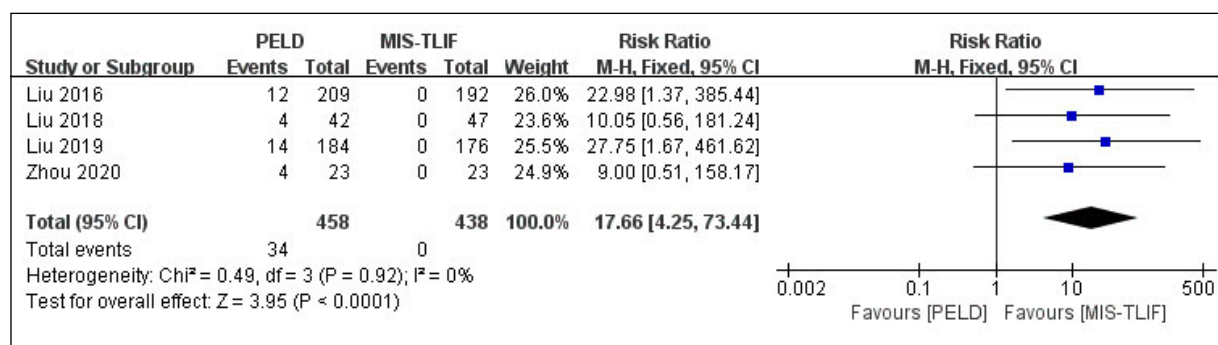 PELD MIS-TLIF Risk Ratio Risk Ratio
Study or Subgroup Events Total Events Total Weight M-H, Fixed, 95% CI M-H, Fixed, 95% CI
Liu 2016 12 209 0 192 26.0% 22.98 [1.37, 385.44]
Liu 2018 4 42 0 47 23.6% 10.05 [0.56, 181.24]
Liu 2019 14 184 0 176 25.5% 27.75 [1.67, 461.62]
Zhou 2020 4 23 0 23 24.9% 9.00 [0.51, 158.17]
Total (95% CI) 458 438 100.0% 17.66 [4.25, 73.44]
Total events 34 0
Heterogeneity: Chi² = 0.49, df = 3 (P = 0.92); I² = 0%
Test for overall effect: Z = 3.95 (P < 0.0001)
0.002 0.1 1 10 500
Favours [PELD] Favours [MIS-TLIF]